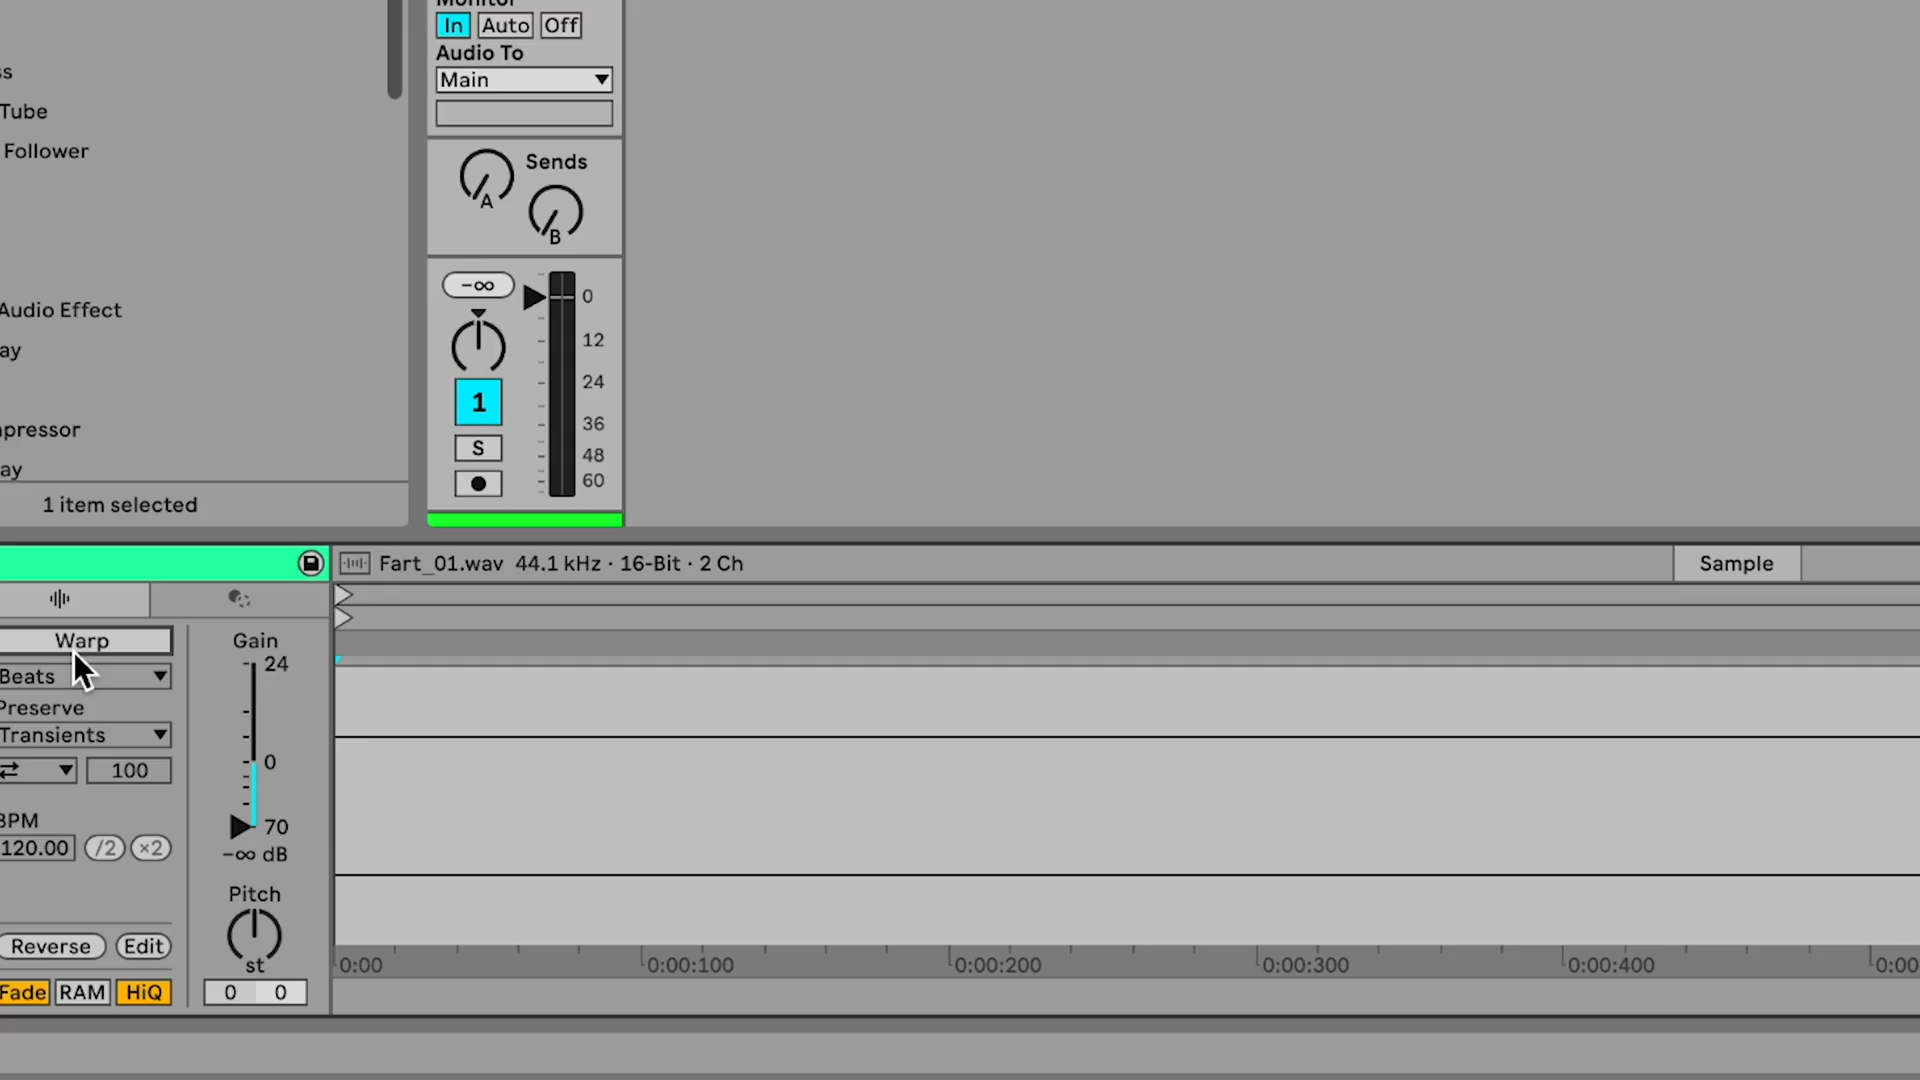 Monitor
In Auto Off
Audio To
Main
Sends
A
B
-∞
0
12
24
36
48
60
1
S
ss
Tube
Follower
Audio Effect
ay
pressor
ay
1 item selected
Fart_01.wav 44.1 kHz · 16-Bit · 2 Ch
Sample
Warp
Beats
Preserve
Transients
100
BPM
120.00 /2 ×2
Reverse Edit
Fade RAM HiQ
Gain
24
0
70
-∞ dB
Pitch
st
0 0
0:00 0:00:100 0:00:200 0:00:300 0:00:400 0:00